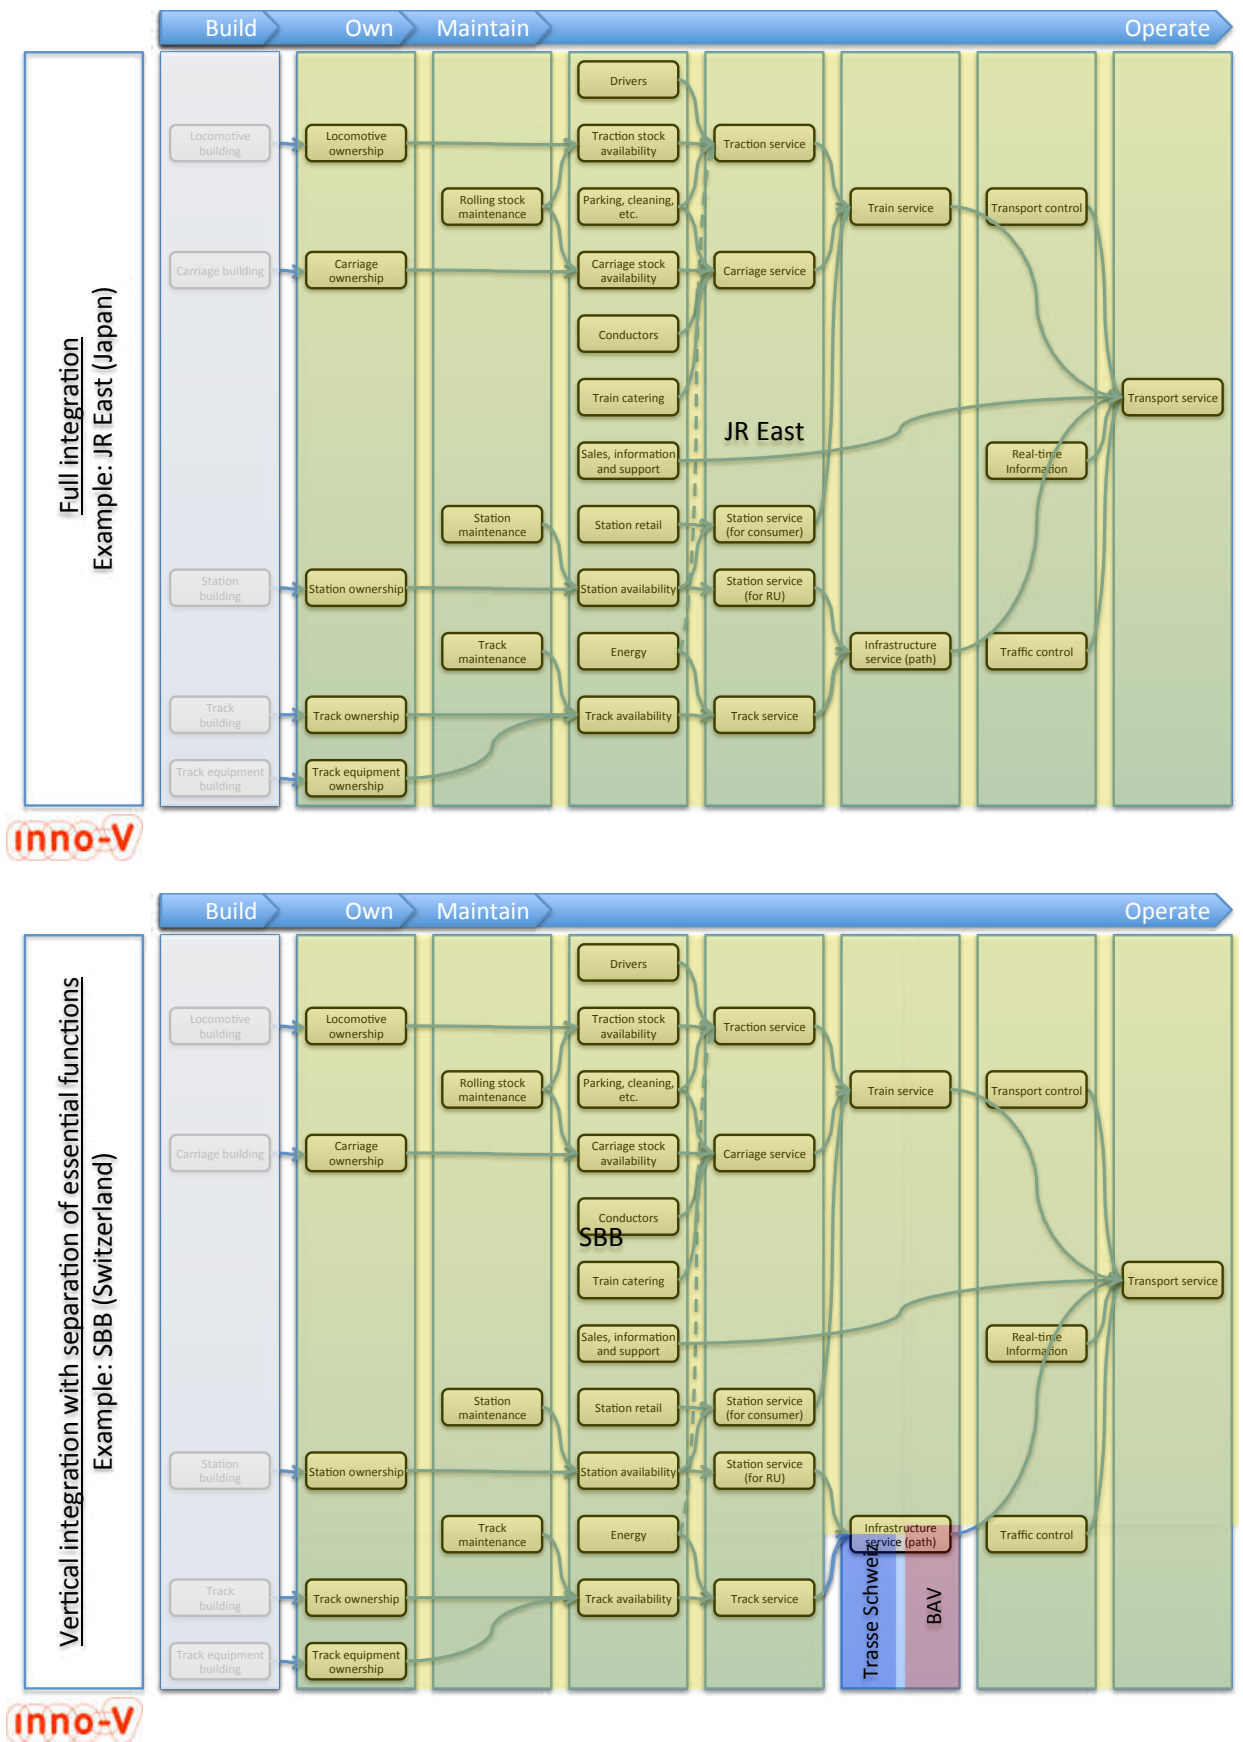 Build Own Maintain Operate
Full integration
Example: JR East (Japan)
Drivers
Locomotive
building
Locomotive
ownership
Traction stock
availability
Traction service
Rolling stock
maintenance
Parking, cleaning,
etc.
Train service
Transport control
Carriage building
Carriage
ownership
Carriage stock
availability
Carriage service
Conductors
Train catering
Transport service
JR East
Sales, information
and support
Real-time
Information
Station
maintenance
Station retail
Station service
(for consumer)
Station
building
Station ownership
Station availability
Station service
(for RU)
Track
maintenance
Energy
Infrastructure
service (path)
Traffic control
Track
building
Track ownership
Track availability
Track service
Track equipment
building
Track equipment
ownership
inno-V
Build Own Maintain Operate
Vertical integration with separation of essential functions
Example: SBB (Switzerland)
Drivers
Locomotive
building
Locomotive
ownership
Traction stock
availability
Traction service
Rolling stock
maintenance
Parking, cleaning,
etc.
Train service
Transport control
Carriage building
Carriage
ownership
Carriage stock
availability
Carriage service
Conductors
SBB
Train catering
Transport service
Sales, information
and support
Real-time
Information
Station
maintenance
Station retail
Station service
(for consumer)
Station
building
Station ownership
Station availability
Station service
(for RU)
Track
maintenance
Energy
Infrastructure
service (path)
Traffic control
Track
building
Track ownership
Track availability
Track service
Trasse Schweiz
BAV
Track equipment
building
Track equipment
ownership
inno-V